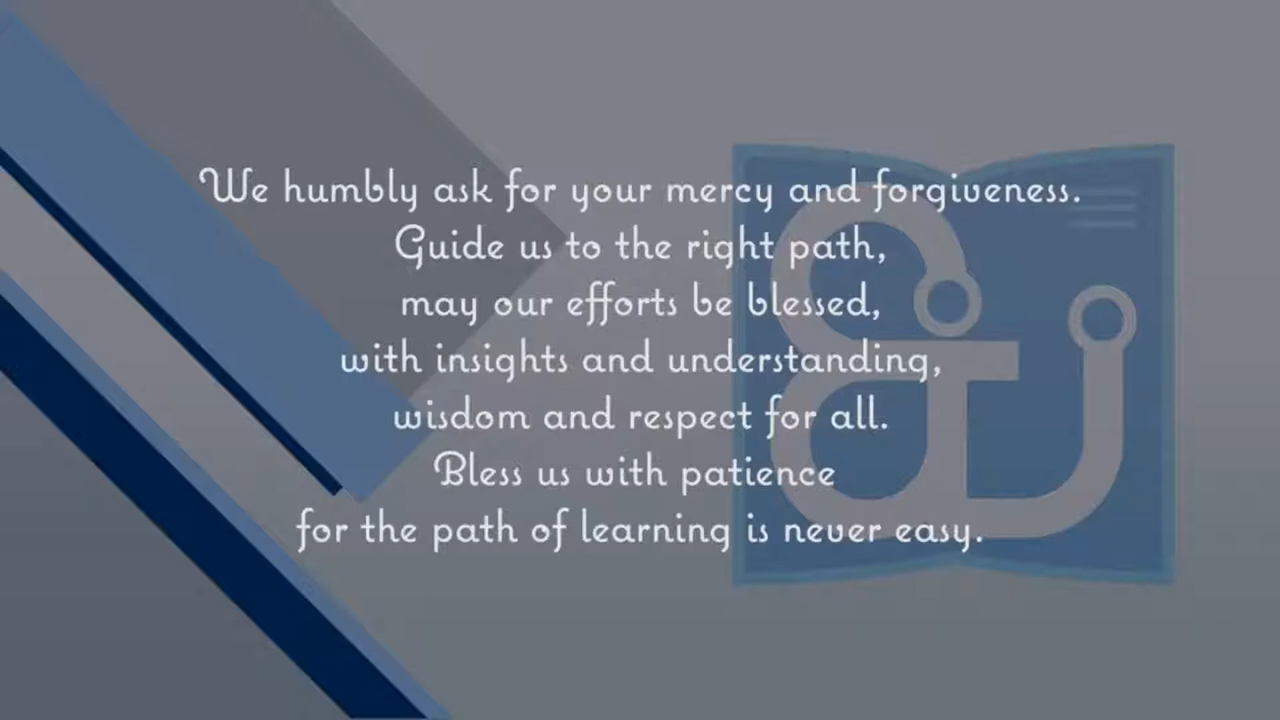 We humbly ask for your mercy and forgiveness.
Guide us to the right path,
may our efforts be blessed,
with insights and understanding,
wisdom and respect for all.
Bless us with patience
for the path of learning is never easy.